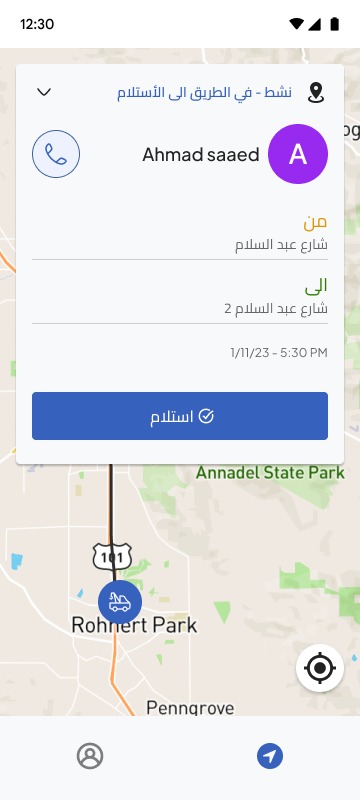 12:30
نشط - في الطريق الى الأستلام
Ahmad saaed
A
من
شارع عبد السلام
الى
شارع عبد السلام 2
1/11/23 - 5:30 PM
استلام
og
Annadel State Park
101
Rohnert Park
Penngrove